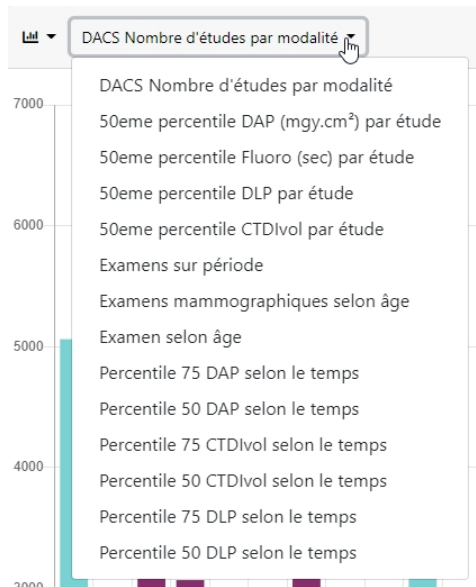 DACS Nombre d'études par modalité
DACS Nombre d'études par modalité
7000
50eme percentile DAP (mgy.cm²) par étude
50eme percentile Fluoro (sec) par étude
50eme percentile DLP par étude
6000
50eme percentile CTDIvol par étude
Examens sur période
Examens mammographiques selon âge
Examen selon âge
5000
Percentile 75 DAP selon le temps
Percentile 50 DAP selon le temps
Percentile 75 CTDIvol selon le temps
4000
Percentile 50 CTDIvol selon le temps
Percentile 75 DLP selon le temps
Percentile 50 DLP selon le temps
3000